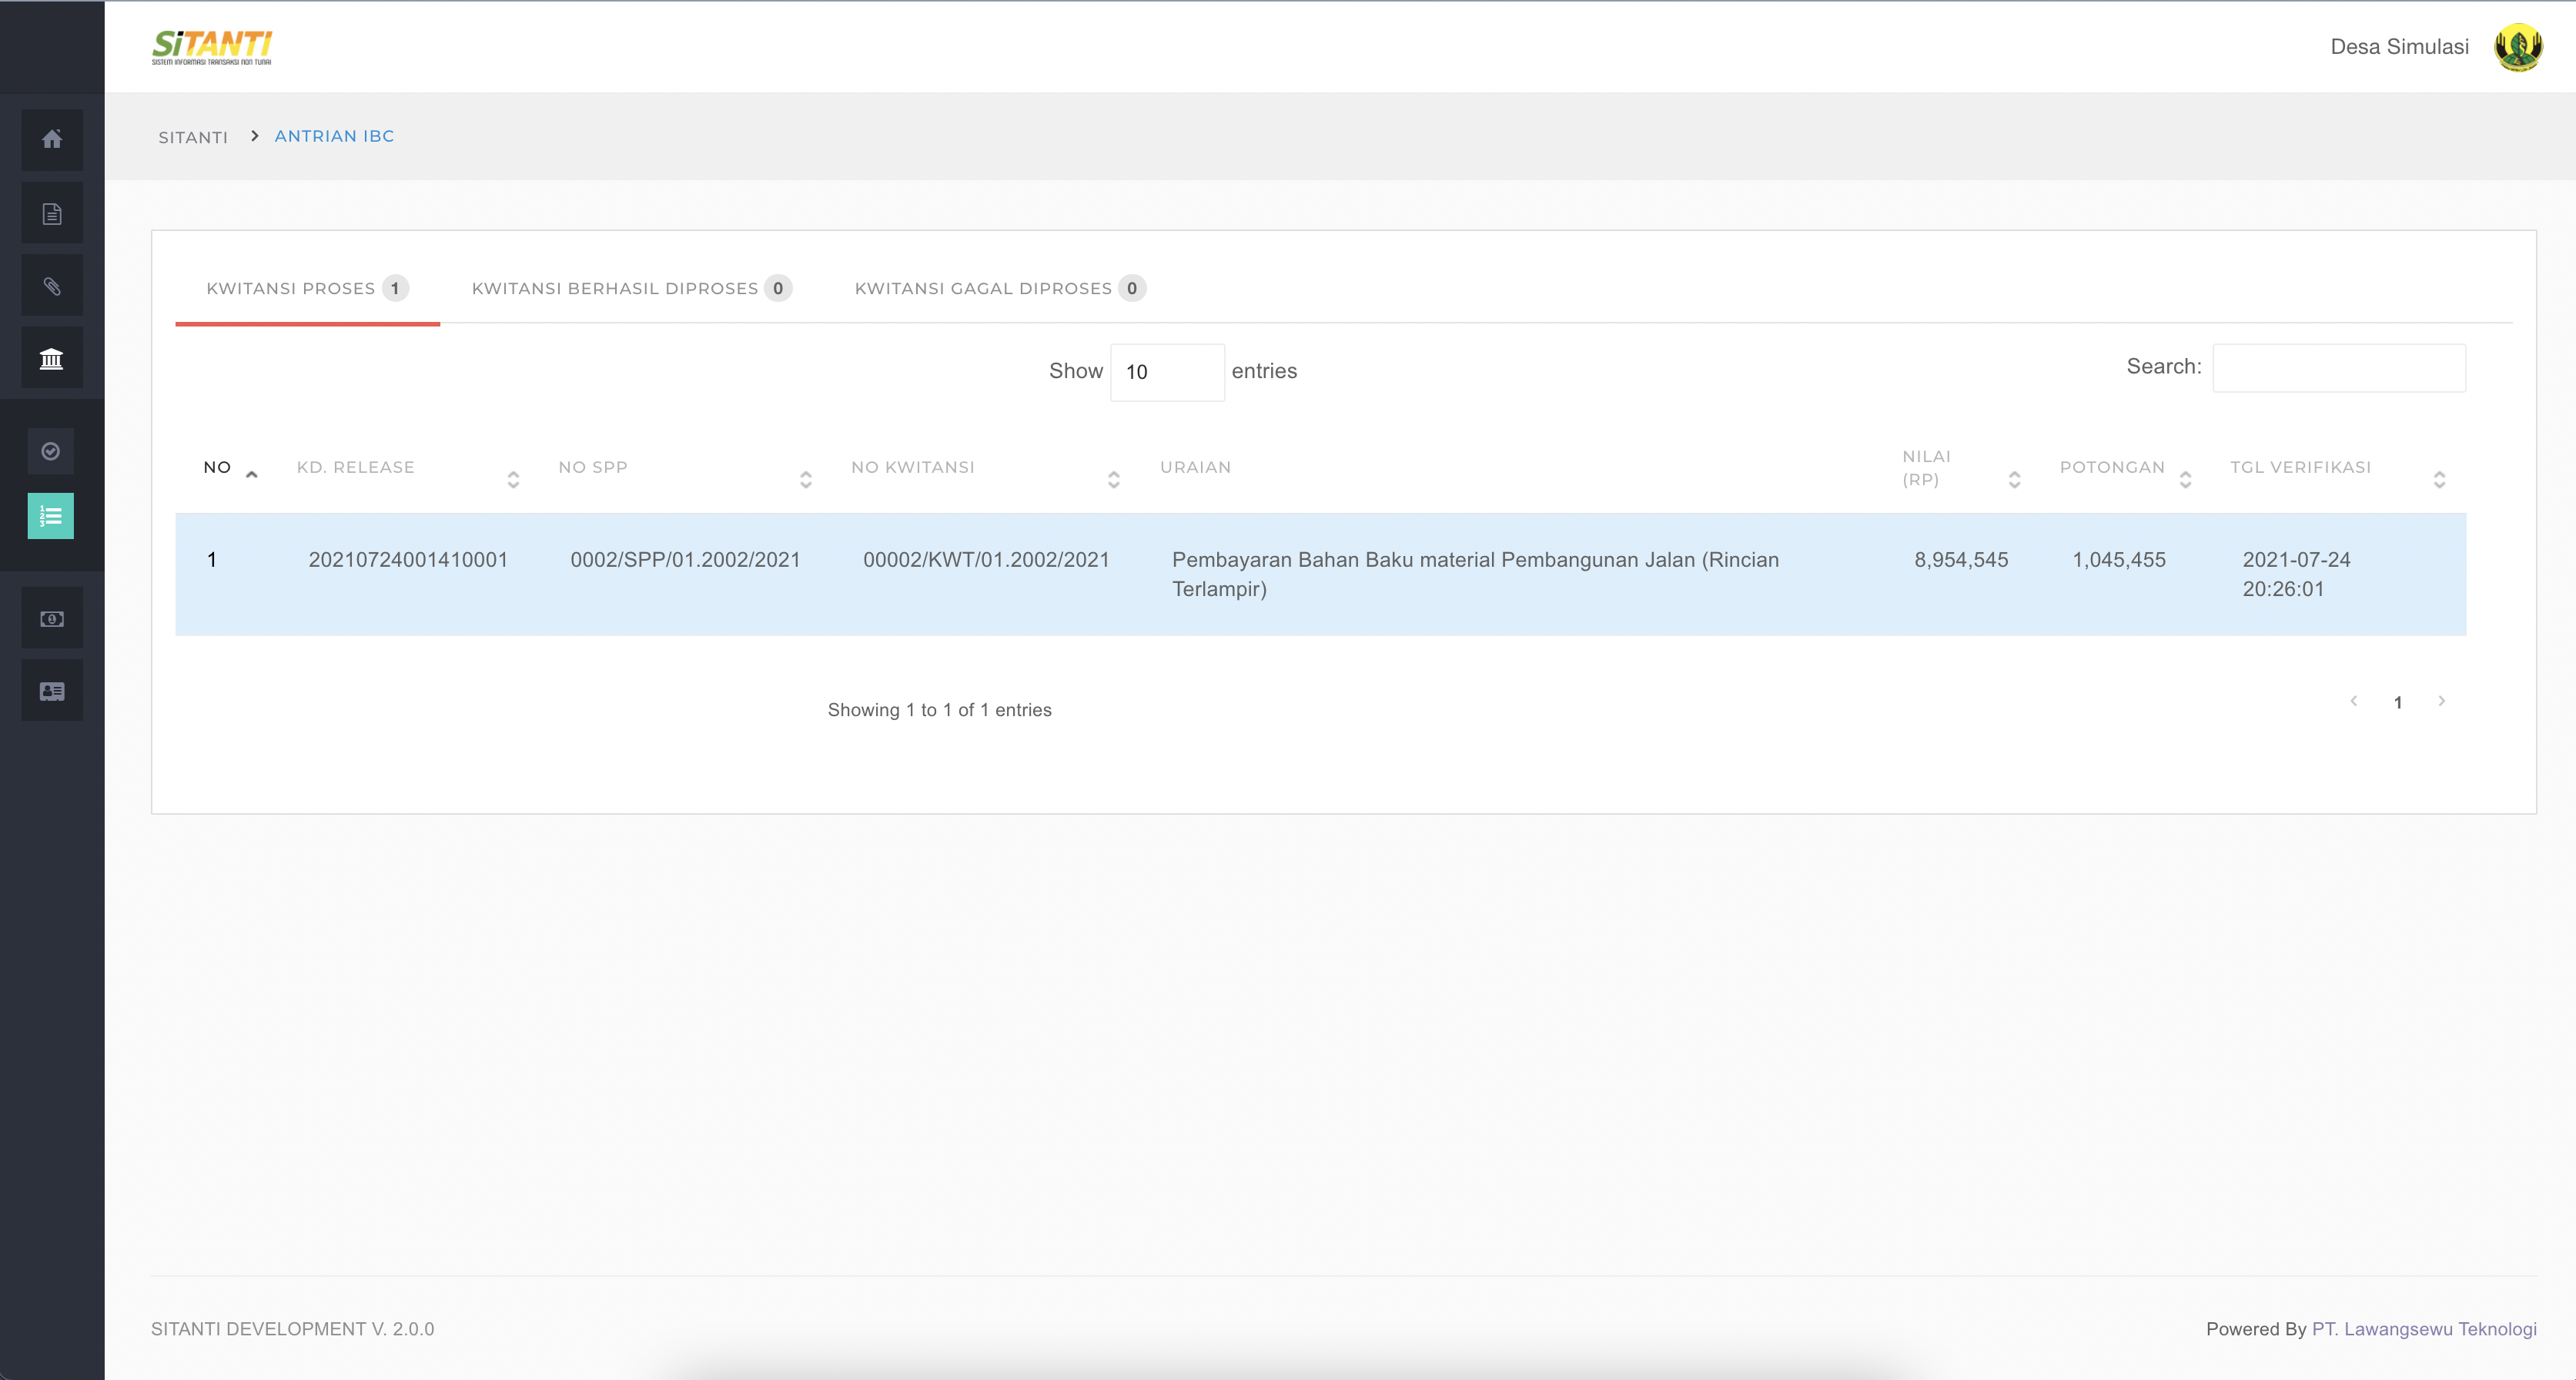 SiTANTI
SISTEM INFORMASI TRANSAKSI NON TUNAI
Desa Simulasi
SITANTI > ANTRIAN IBC
KWITANSI PROSES 1 KWITANSI BERHASIL DIPROSES 0 KWITANSI GAGAL DIPROSES 0
Show 10 entries
Search:
NO KD. RELEASE NO SPP NO KWITANSI URAIAN NILAI (RP) POTONGAN TGL VERIFIKASI
1 20210724001410001 0002/SPP/01.2002/2021 00002/KWT/01.2002/2021 Pembayaran Bahan Baku material Pembangunan Jalan (Rincian 8,954,545 1,045,455 2021-07-24
Terlampir) 20:26:01
Showing 1 to 1 of 1 entries
1
SITANTI DEVELOPMENT V. 2.0.0
Powered By PT. Lawangsewu Teknologi